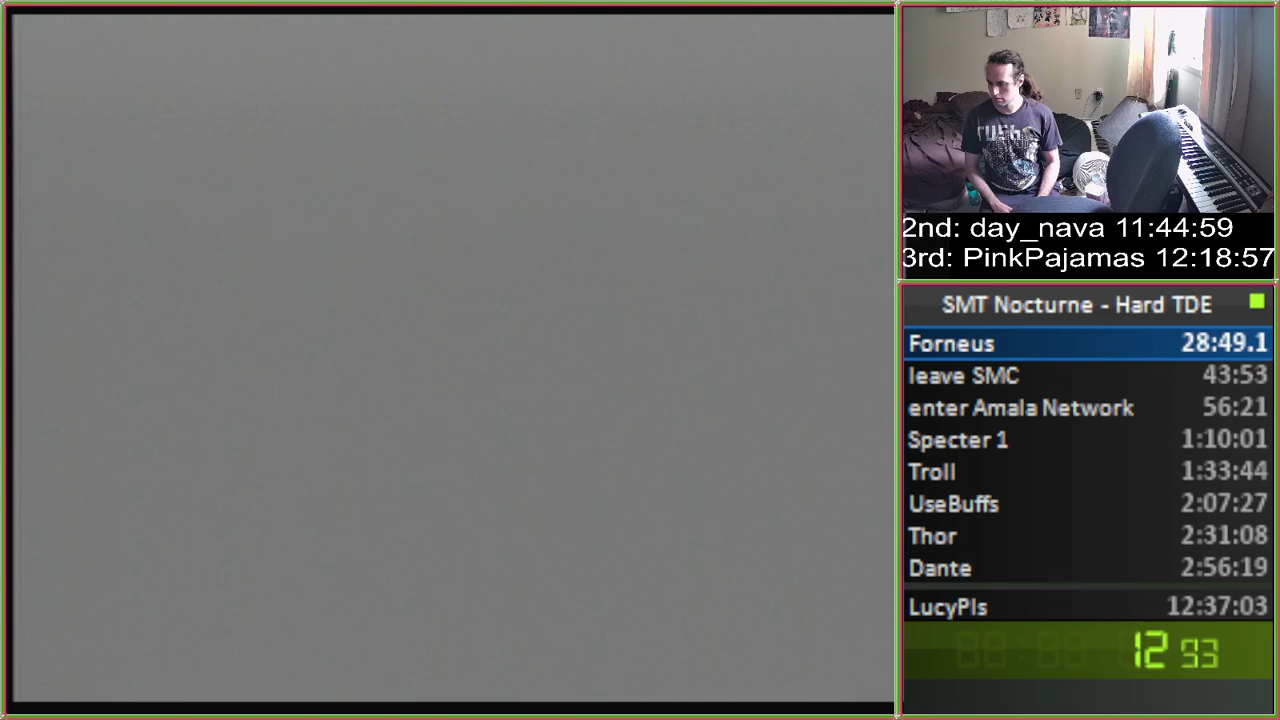 RUSH
2nd: day_nava 11:44:59
3rd: PinkPajamas 12:18:57
SMT Nocturne - Hard TDE
Forneus 28:49.1
leave SMC 43:53
enter Amala Network 56:21
Specter 1 1:10:01
Troll 1:33:44
UseBuffs 2:07:27
Thor 2:31:08
Dante 2:56:19
LucyPls 12:37:03
12 93